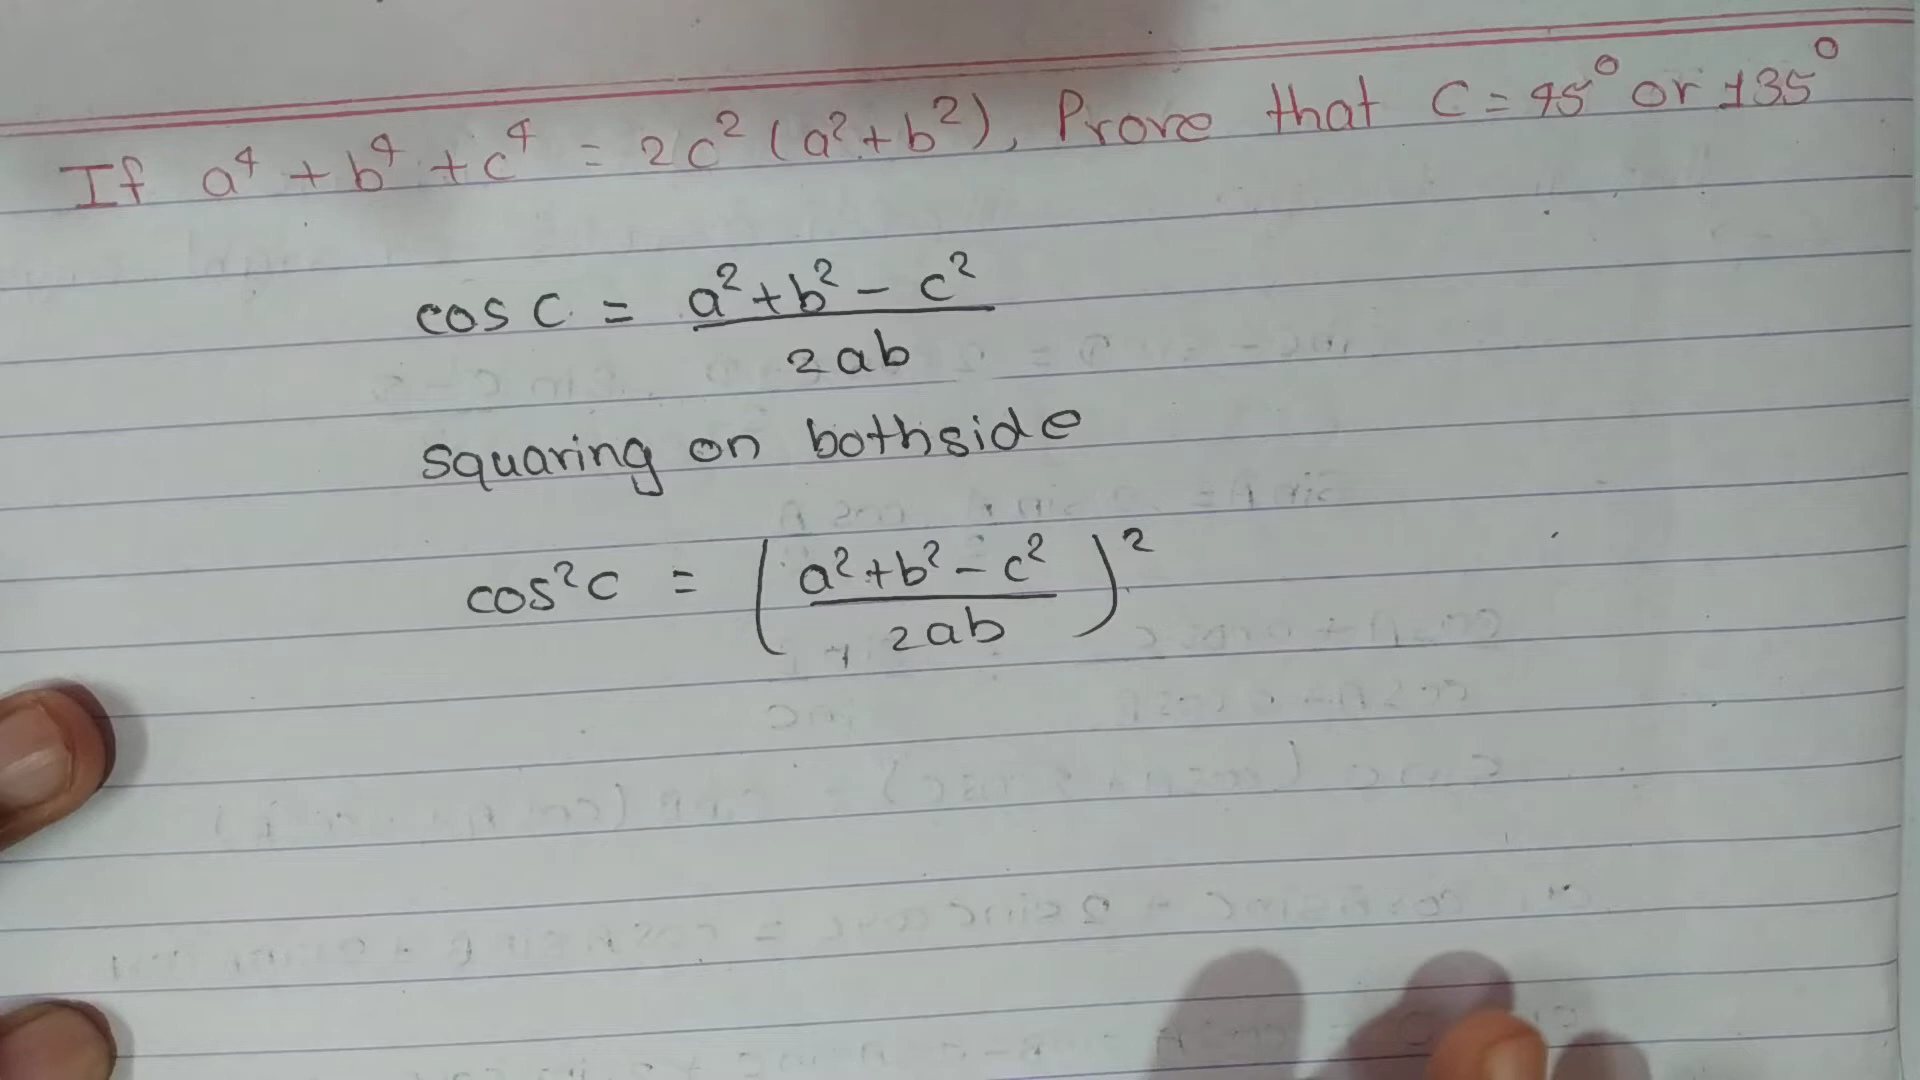 If a⁴ + b⁴ + c⁴ = 2c² (a² + b²), Prove that C = 45° or 135°
cos C = a² + b² - c² / 2ab
squaring on bothside
cos²c = (a² + b² - c² / 2ab)²